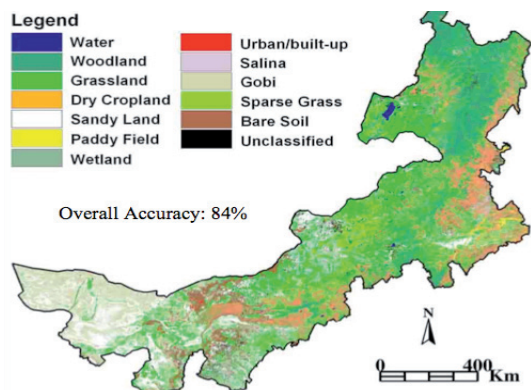 Legend
Water
Woodland
Grassland
Dry Cropland
Sandy Land
Paddy Field
Wetland
Urban/built-up
Salina
Gobi
Sparse Grass
Bare Soil
Unclassified
Overall Accuracy: 84%
N
0 400
Km